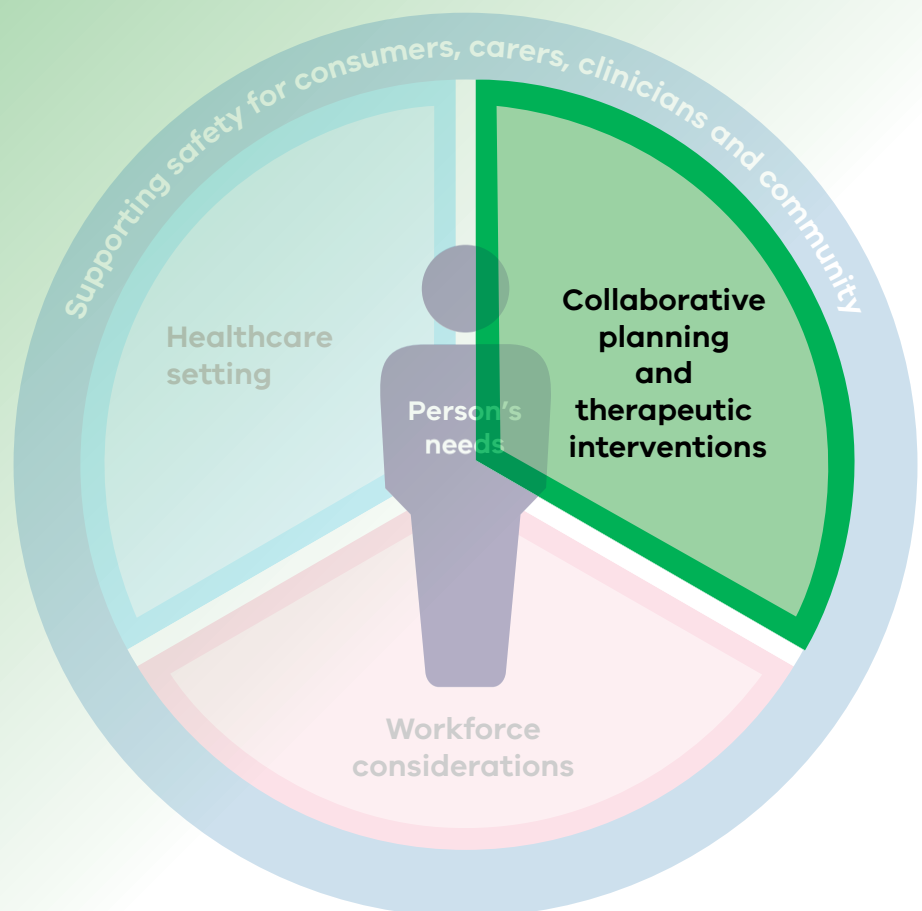 Supporting safety for consumers, carers, clinicians and community
Healthcare
setting
Person's
needs
Collaborative
planning
and
therapeutic
interventions
Workforce
considerations